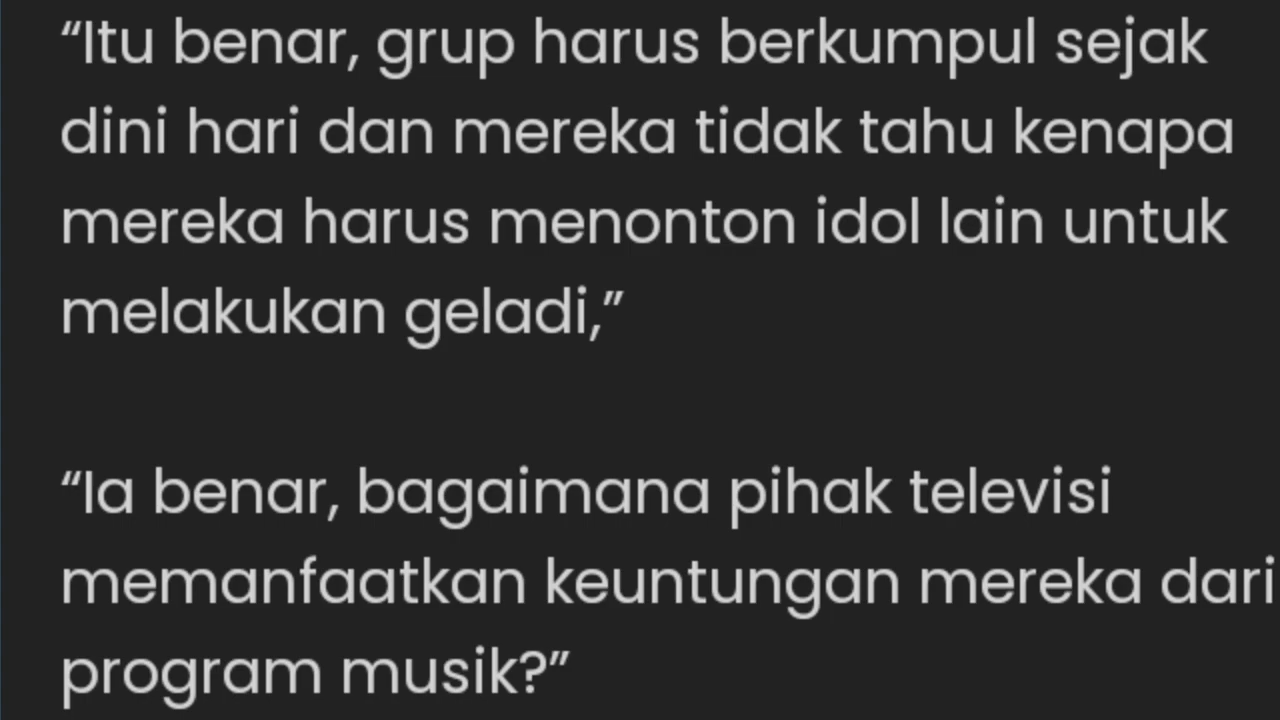 “Itu benar, grup harus berkumpul sejak
dini hari dan mereka tidak tahu kenapa
mereka harus menonton idol lain untuk
melakukan geladi,”
“Ia benar, bagaimana pihak televisi
memanfaatkan keuntungan mereka dari
program musik?”